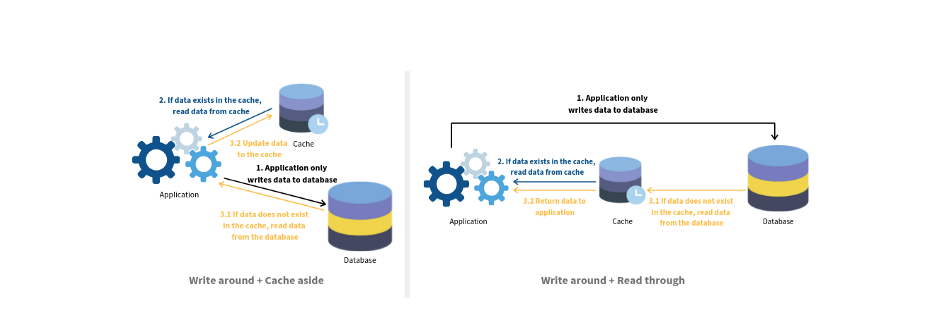 2. If data exists in the cache,
read data from cache
3.2 Update data
to the cache
Cache
1. Application only
writes data to database
Application
3.1 If data does not exist
in the cache, read data
from the database
Database
Write around + Cache aside
1. Application only
writes data to database
2. If data exists in the cache,
read data from cache
3.2 Return data to
application
3.1 If data does not exist
in the cache, read data
from the database
Application
Cache
Database
Write around + Read through